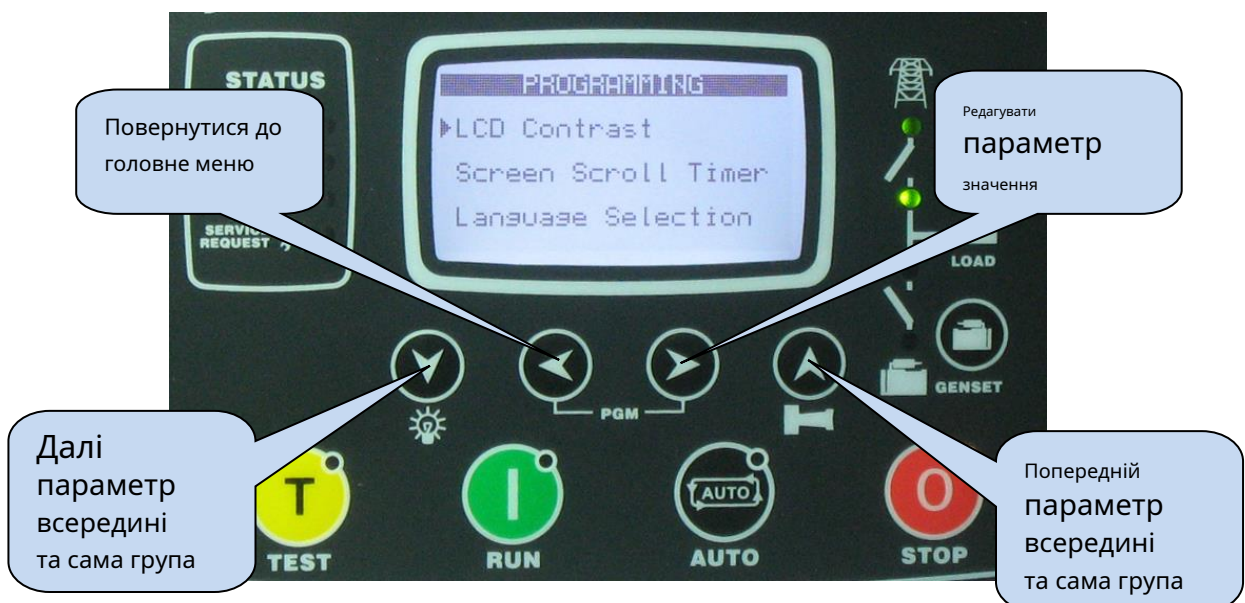 STATUS
PROGRAMMING
LCD Contrast
Screen Scroll Timer
Language Selection
Повернутися до
головне меню
Редагувати
параметр
значення
REQUEST
LOAD
PGM
GENSET
Далі
параметр
всередині
та сама група
Попередній
параметр
всередині
та сама група
T
TEST
I
RUN
AUTO
AUTO
O
STOP